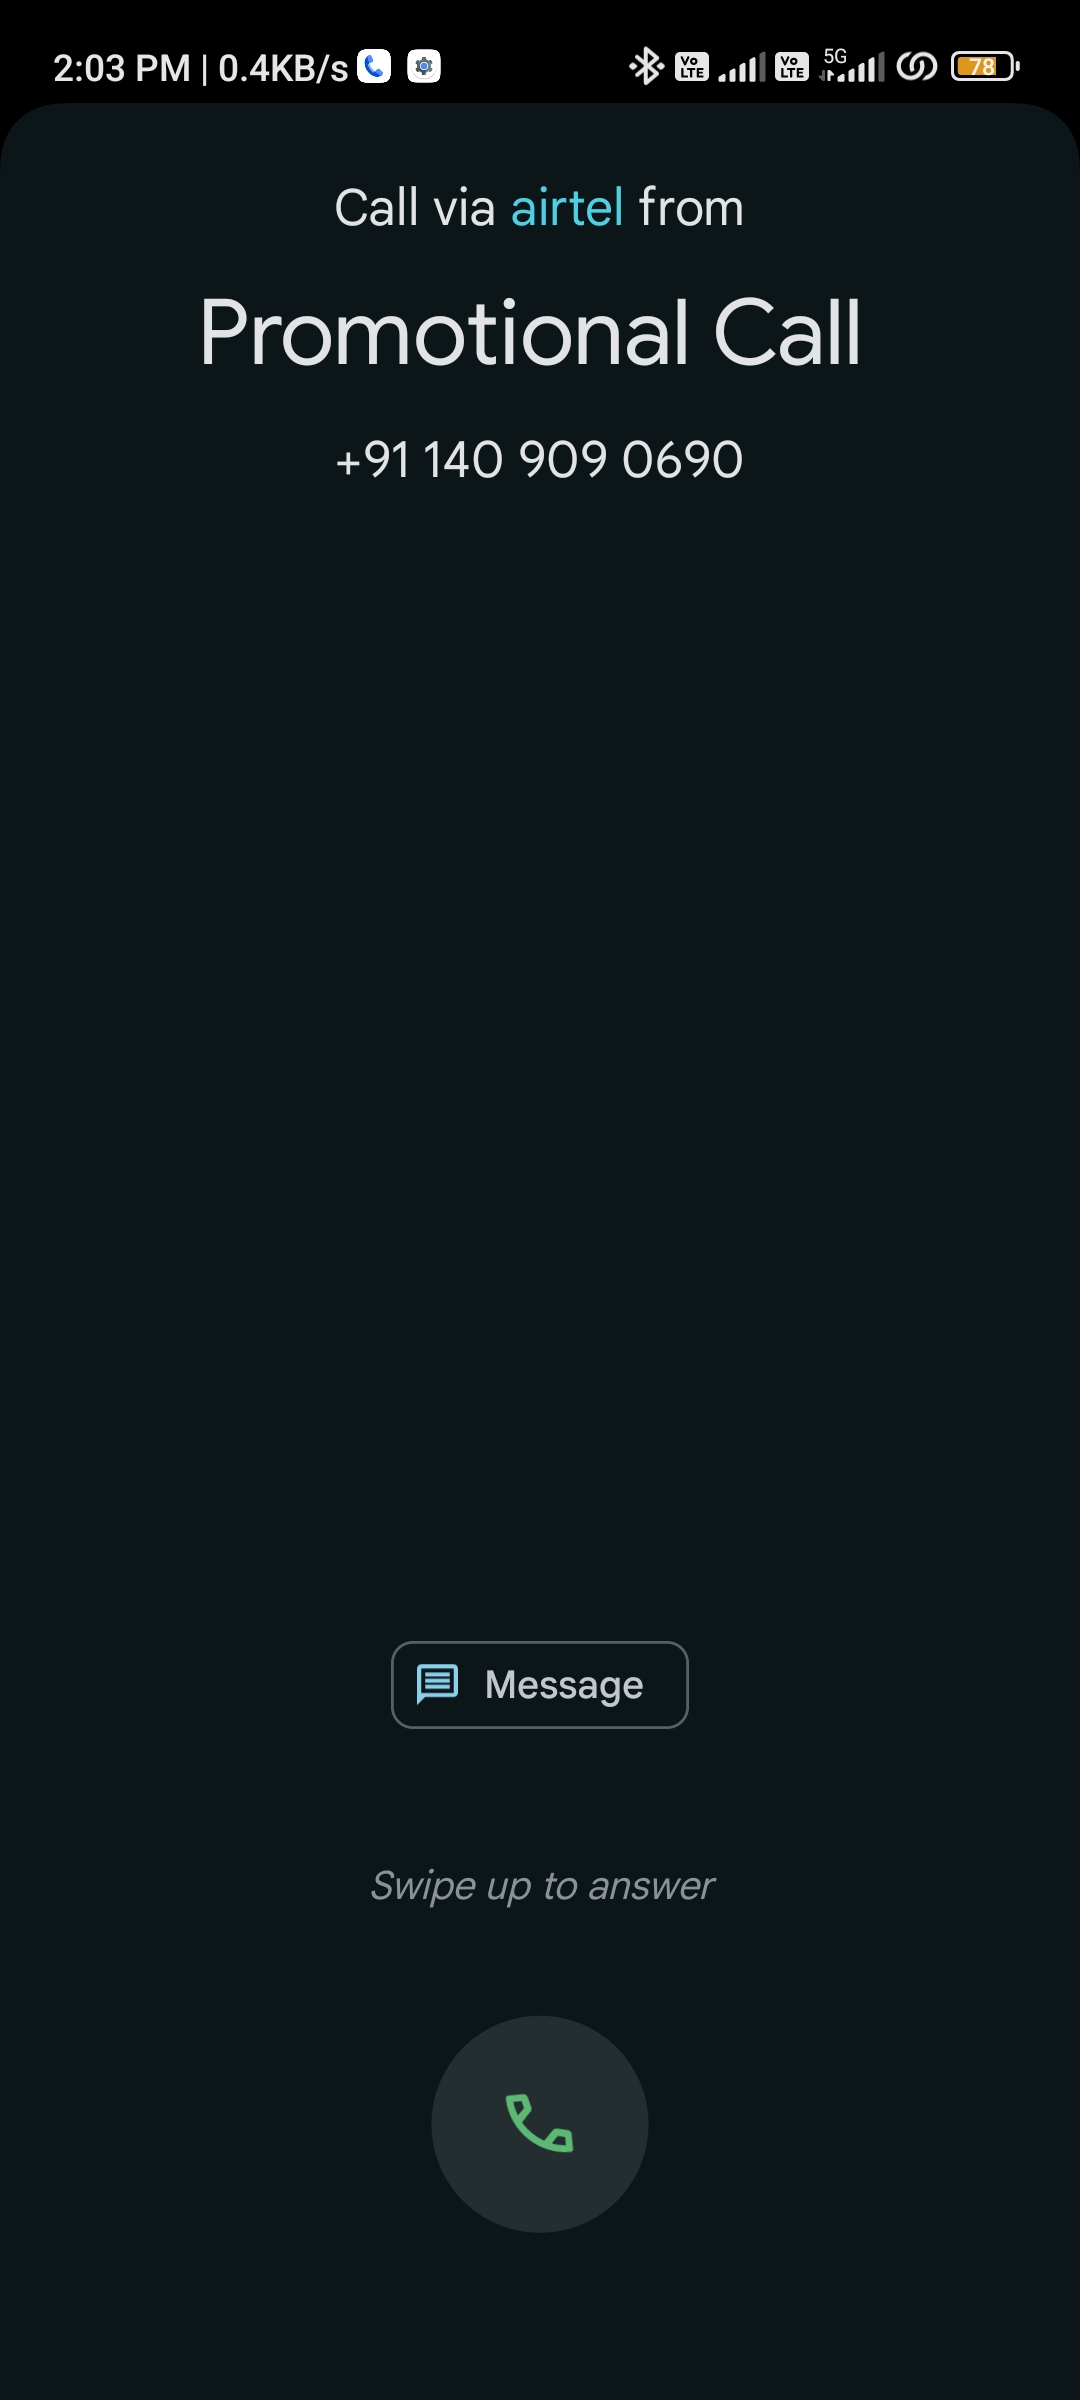 2:03 PM | 0.4KB/s Vo LTE Vo LTE 5G 78
Call via airtel from
Promotional Call
+91 140 909 0690
Message
Swipe up to answer